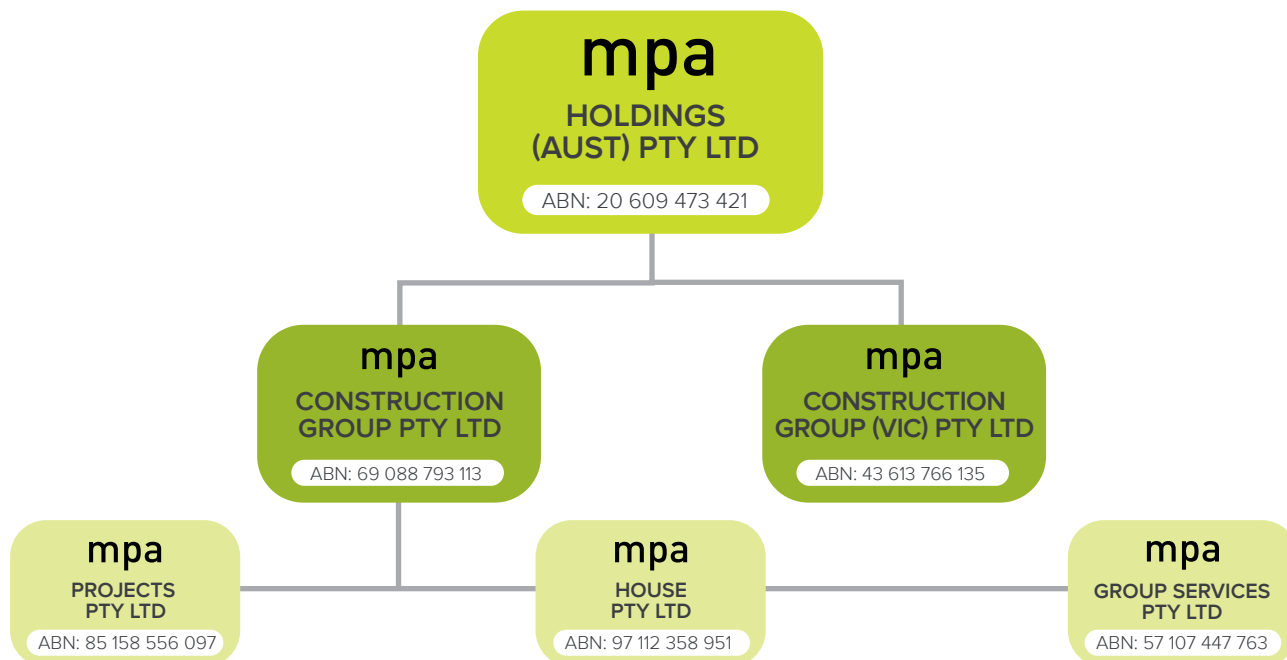 mpa
HOLDINGS
(AUST) PTY LTD
ABN: 20 609 473 421
mpa
CONSTRUCTION
GROUP PTY LTD
ABN: 69 088 793 113
mpa
CONSTRUCTION
GROUP (VIC) PTY LTD
ABN: 43 613 766 135
mpa
PROJECTS
PTY LTD
ABN: 85 158 556 097
mpa
HOUSE
PTY LTD
ABN: 97 112 358 951
mpa
GROUP SERVICES
PTY LTD
ABN: 57 107 447 763